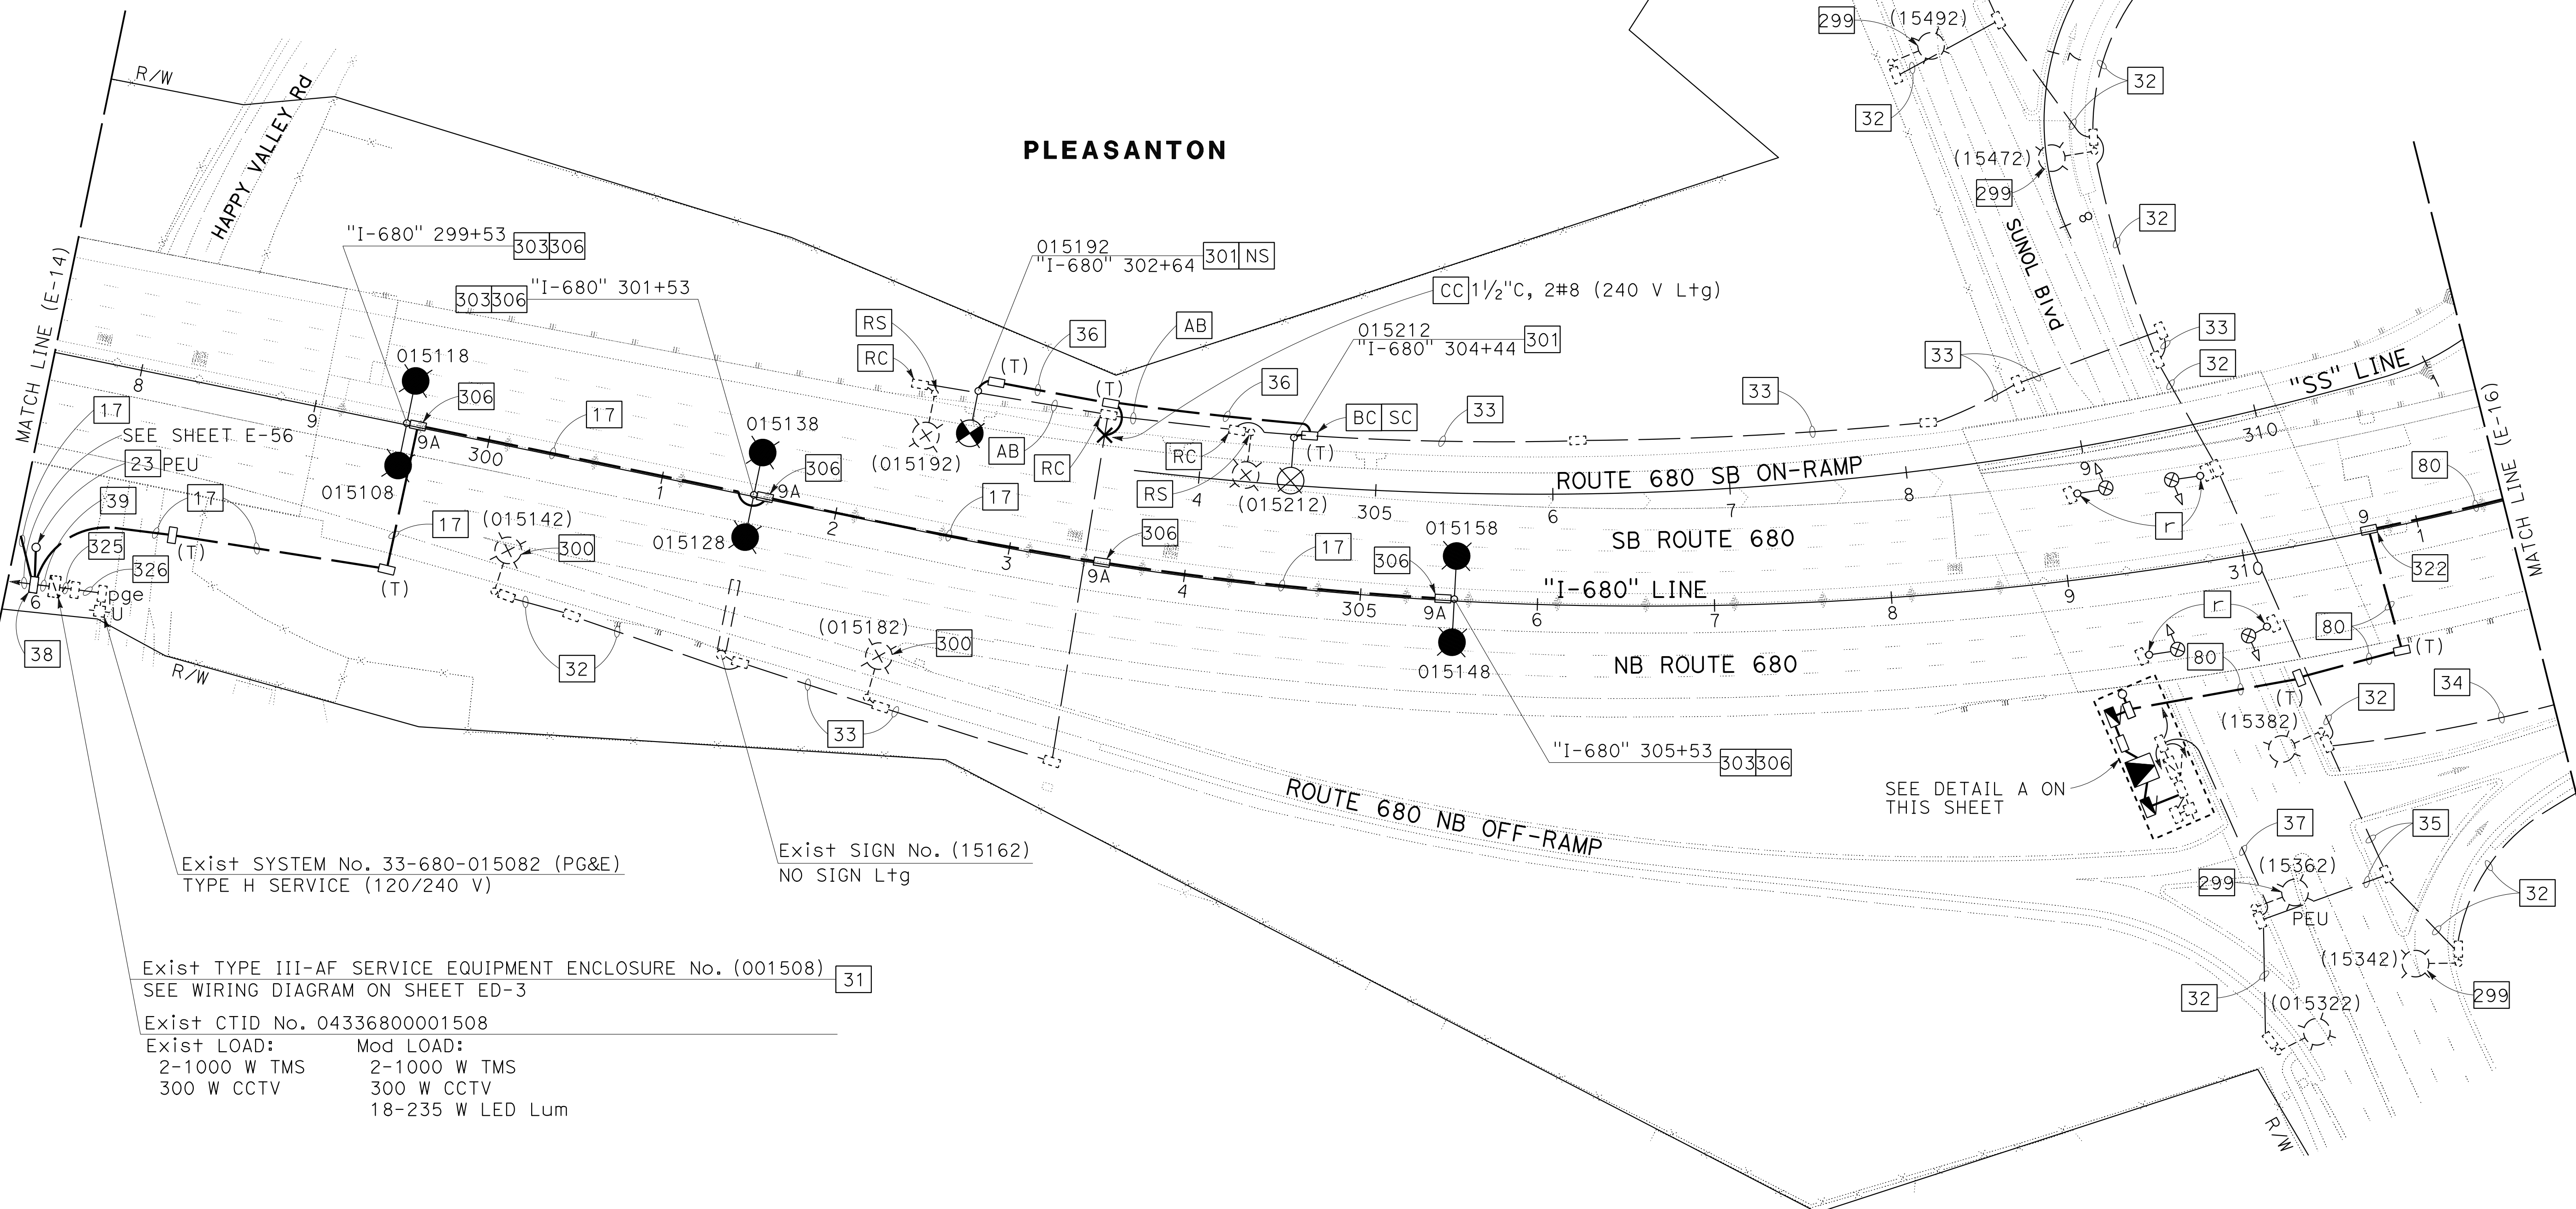 299
(15492)
R/W
HAPPY VALLEY Rd
7
32
32
PLEASANTON
(15472)
299
8
32
SUNOL Blvd
"I-680" 299+53
303 306
015192
"I-680" 302+64
301 NS
MATCH LINE (E-14)
303 306
"I-680" 301+53
CC 1½"C, 2#8 (240 V Ltg)
RS
36
AB
015212
"I-680" 304+44
301
33
33
32
RC
(T)
(T)
36
015118
8
"SS" LINE
1
306
BC SC
33
33
MATCH LINE (E-16)
17
9
9A
17
015138
SEE SHEET E-56
300
306
(015192)
AB
RC
RC
(T)
310
23 PEU
015108
1
9A
RS
(015212)
4
305
6
7
8
9
ROUTE 680 SB ON-RAMP
80
39
17
17
(015142)
300
015128
2
17
306
015158
SB ROUTE 680
r
9
1
325
(T)
3
17
306
310
322
326
(T)
9A
4
305
9A
"I-680" LINE
6
7
8
9
pge
U
6
(015182)
300
r
80
38
R/W
32
015148
NB ROUTE 680
80
(T)
(T)
33
(15382)
32
34
"I-680" 305+53
303 306
SEE DETAIL A ON
THIS SHEET
ROUTE 680 NB OFF-RAMP
37
35
Exist SYSTEM No. 33-680-015082 (PG&E)
TYPE H SERVICE (120/240 V)
Exist SIGN No. (15162)
NO SIGN Ltg
(15362)
299
PEU
32
Exist TYPE III-AF SERVICE EQUIPMENT ENCLOSURE No. (001508)
31
SEE WIRING DIAGRAM ON SHEET ED-3
(15342)
32
(015322)
299
Exist CTID No. 04336800001508
Exist LOAD:
2-1000 W TMS
300 W CCTV
Mod LOAD:
2-1000 W TMS
300 W CCTV
18-235 W LED Lum
R/W